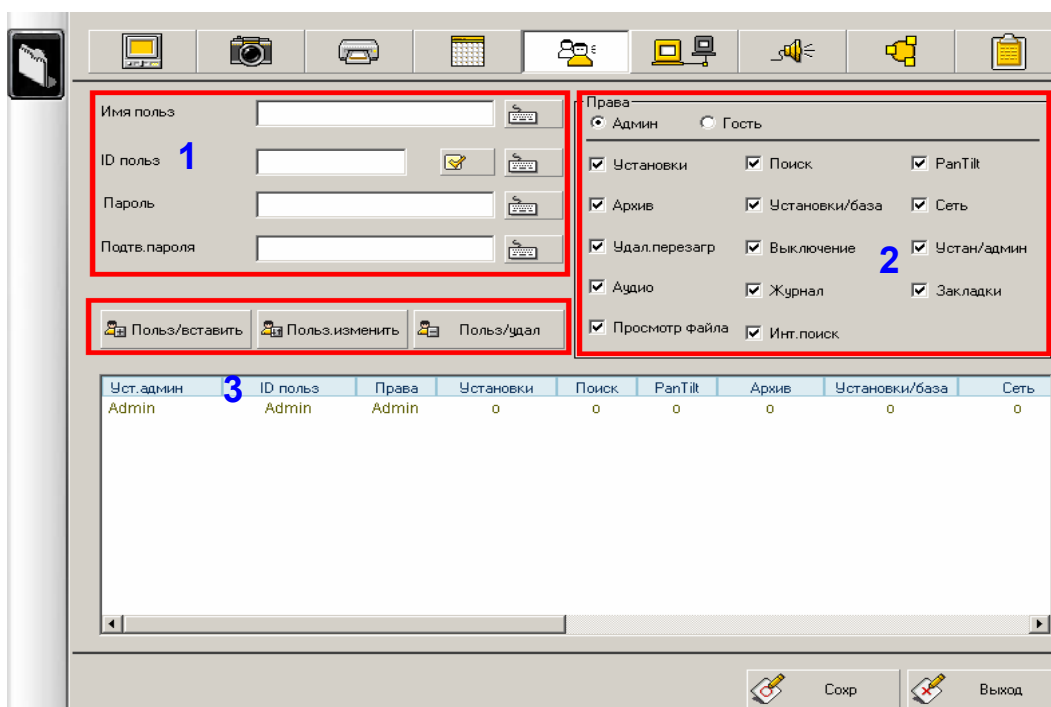 Имя польз
ID польз
1
Пароль
Подтв.пароля
Права
Админ Гость
Установки Поиск PanTilt
Архив Установки/база Сеть
Удал.перезагр Выключение Устан/админ
2
Аудио Журнал Закладки
Просмотр файла Инт.поиск
Польз/вставить Польз.изменить Польз/удал
3
Уст.админ ID польз Права Установки Поиск PanTilt Архив Установки/база Сеть
Admin Admin Admin o o o o o o
Сохр Выход